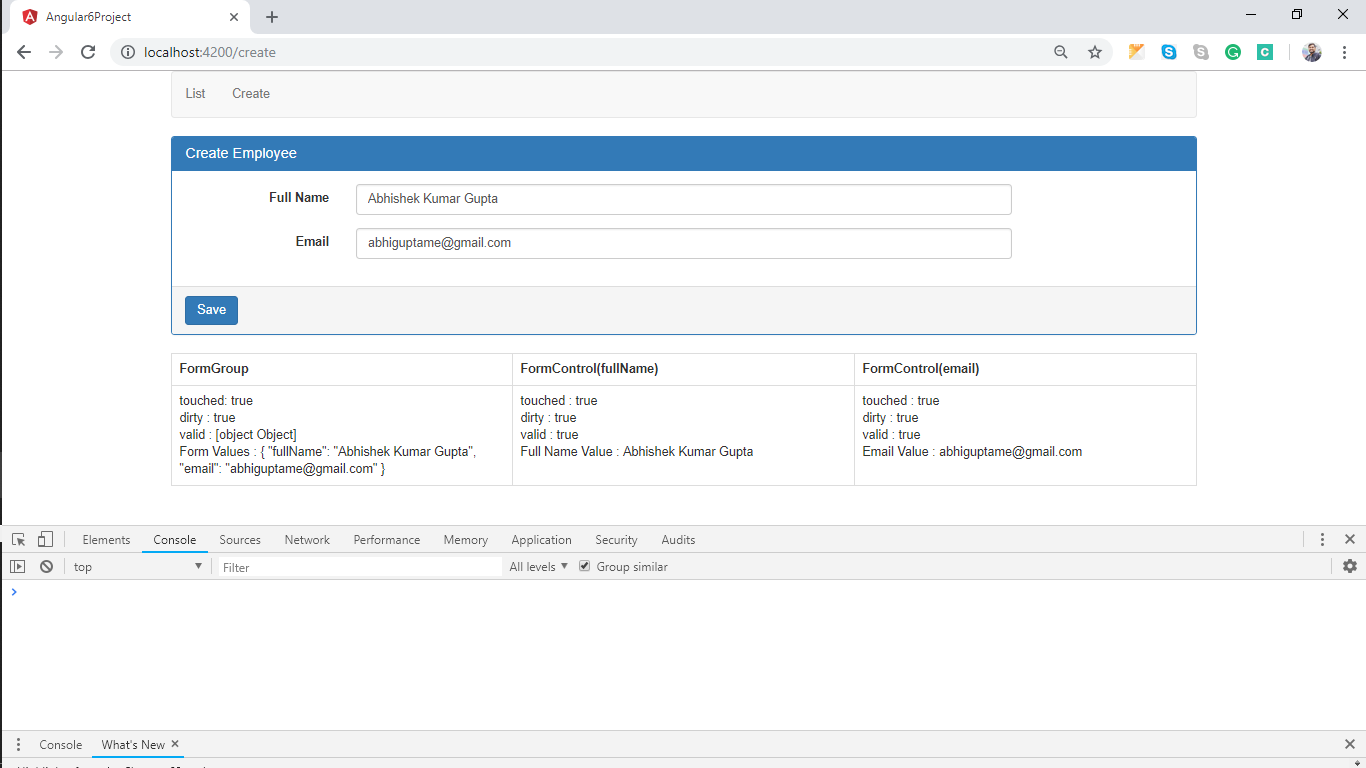 Angular6Project
localhost:4200/create
List Create
Create Employee
Full Name Abhishek Kumar Gupta
Email abhiguptame@gmail.com
Save
FormGroup FormControl(fullName) FormControl(email)
touched: true touched : true touched : true
dirty : true dirty : true dirty : true
valid : [object Object] valid : true valid : true
Form Values : { "fullName": "Abhishek Kumar Gupta", Full Name Value : Abhishek Kumar Gupta Email Value : abhiguptame@gmail.com
"email": "abhiguptame@gmail.com" }
Elements Console Sources Network Performance Memory Application Security Audits
top Filter All levels Group similar
Console What's New